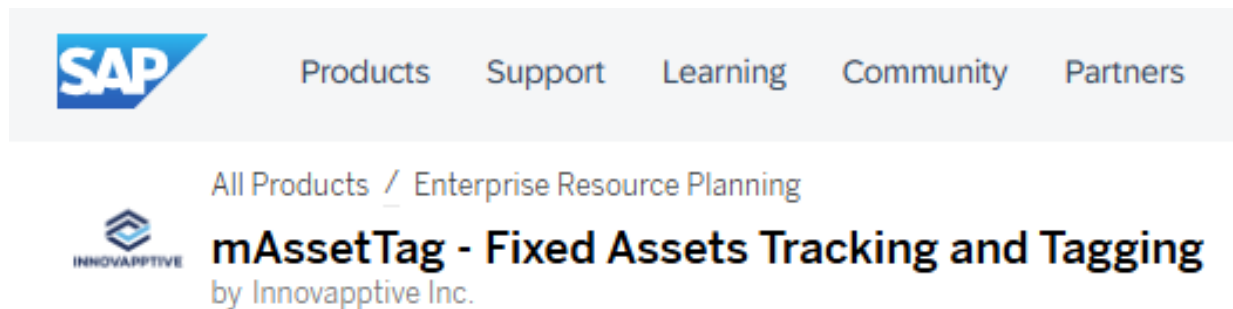 SAP Products Support Learning Community Partners
All Products / Enterprise Resource Planning
INNOVAPPTIVE
mAssetTag - Fixed Assets Tracking and Tagging
by Innovapptive Inc.